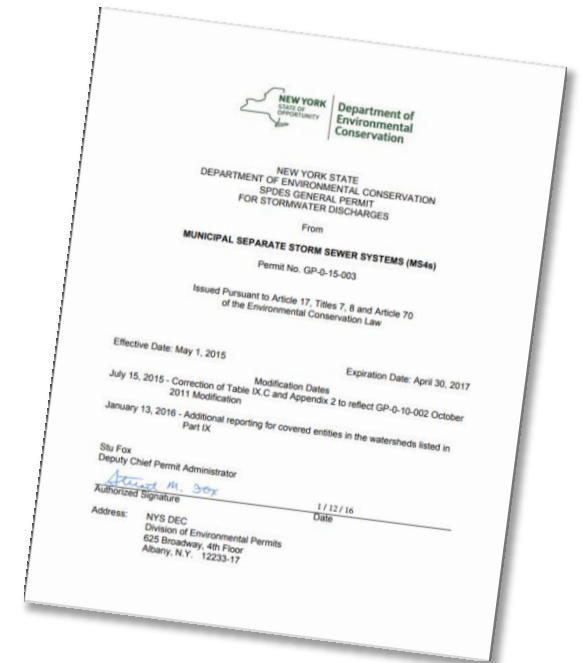 NEW YORK
STATE OF
OPPORTUNITY
Department of
Environmental
Conservation
NEW YORK STATE
DEPARTMENT OF ENVIRONMENTAL CONSERVATION
SPDES GENERAL PERMIT
FOR STORMWATER DISCHARGES
From
MUNICIPAL SEPARATE STORM SEWER SYSTEMS (MS4s)
Permit No. GP-0-15-003
Issued Pursuant to Article 17, Titles 7, 8 and Article 70
of the Environmental Conservation Law
Effective Date: May 1, 2015 Expiration Date: April 30, 2017
Modification Dates
July 15, 2015 - Correction of Table IX.C and Appendix 2 to reflect GP-0-10-002 October
2011 Modification
January 13, 2016 - Additional reporting for covered entities in the watersheds listed in
Part IX
Stu Fox
Deputy Chief Permit Administrator
Stuart M. Fox
1 / 12 / 16
Authorized Signature Date
Address: NYS DEC
Division of Environmental Permits
625 Broadway, 4th Floor
Albany, N.Y. 12233-17